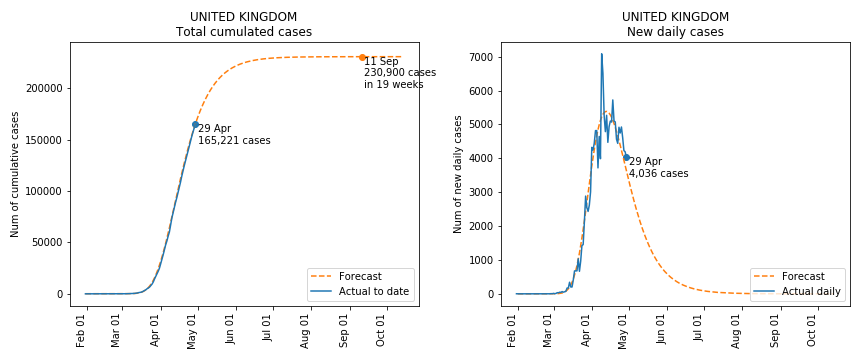 UNITED KINGDOM
Total cumulated cases
Num of cumulative cases
200000
150000
100000
50000
0
11 Sep
230,900 cases
in 19 weeks
29 Apr
165,221 cases
Forecast
Actual to date
Feb 01
Mar 01
Apr 01
May 01
Jun 01
Jul 01
Aug 01
Sep 01
Oct 01
UNITED KINGDOM
New daily cases
Num of new daily cases
7000
6000
5000
4000
3000
2000
1000
0
29 Apr
4,036 cases
Forecast
Actual daily
Feb 01
Mar 01
Apr 01
May 01
Jun 01
Jul 01
Aug 01
Sep 01
Oct 01